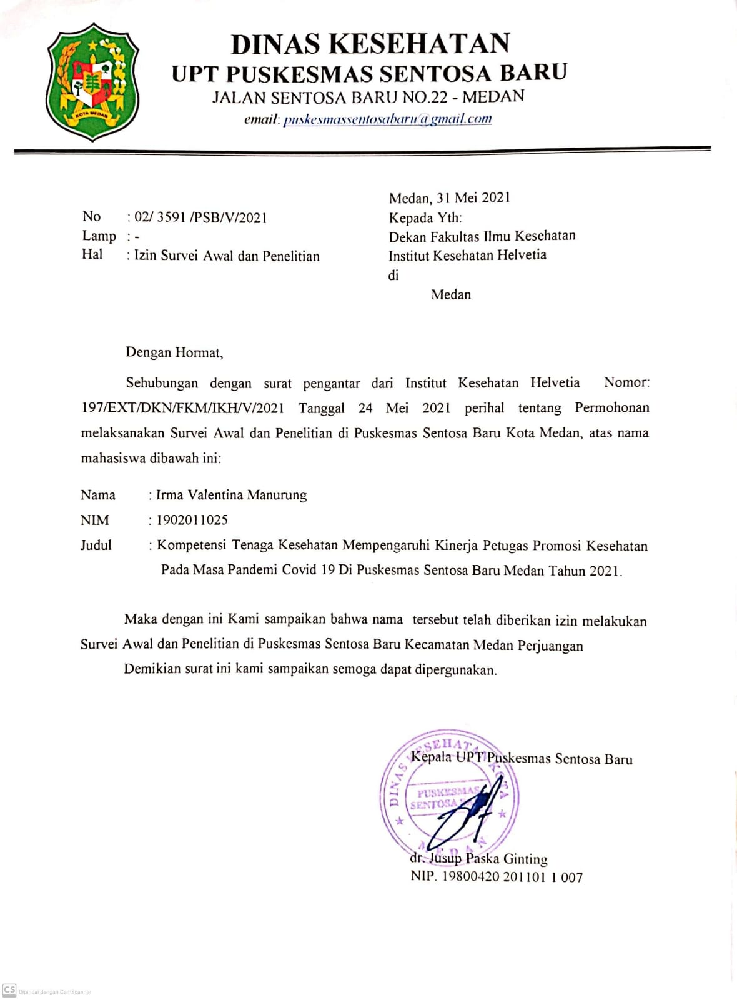 DINAS KESEHATAN
UPT PUSKESMAS SENTOSA BARU
JALAN SENTOSA BARU NO.22 - MEDAN
email: puskesmassentosabaru@gmail.com
KOTA MEDAN
Medan, 31 Mei 2021
No : 02/ 3591 /PSB/V/2021
Lamp : -
Hal : Izin Survei Awal dan Penelitian
Kepada Yth:
Dekan Fakultas Ilmu Kesehatan
Institut Kesehatan Helvetia
di
Medan
Dengan Hormat,
Sehubungan dengan surat pengantar dari Institut Kesehatan Helvetia Nomor:
197/EXT/DKN/FKM/IKH/V/2021 Tanggal 24 Mei 2021 perihal tentang Permohonan
melaksanakan Survei Awal dan Penelitian di Puskesmas Sentosa Baru Kota Medan, atas nama
mahasiswa dibawah ini:
Nama : Irma Valentina Manurung
NIM : 1902011025
Judul : Kompetensi Tenaga Kesehatan Mempengaruhi Kinerja Petugas Promosi Kesehatan
Pada Masa Pandemi Covid 19 Di Puskesmas Sentosa Baru Medan Tahun 2021.
Maka dengan ini Kami sampaikan bahwa nama tersebut telah diberikan izin melakukan
Survei Awal dan Penelitian di Puskesmas Sentosa Baru Kecamatan Medan Perjuangan
Demikian surat ini kami sampaikan semoga dapat dipergunakan.
Kepala UPT Puskesmas Sentosa Baru
DINAS KESEHATAN KOTA
PUSKESMAS
SENTOSA
MEDAN
dr. Jusup Paska Ginting
NIP. 19800420 201101 1 007
CS Dipindai dengan CamScanner